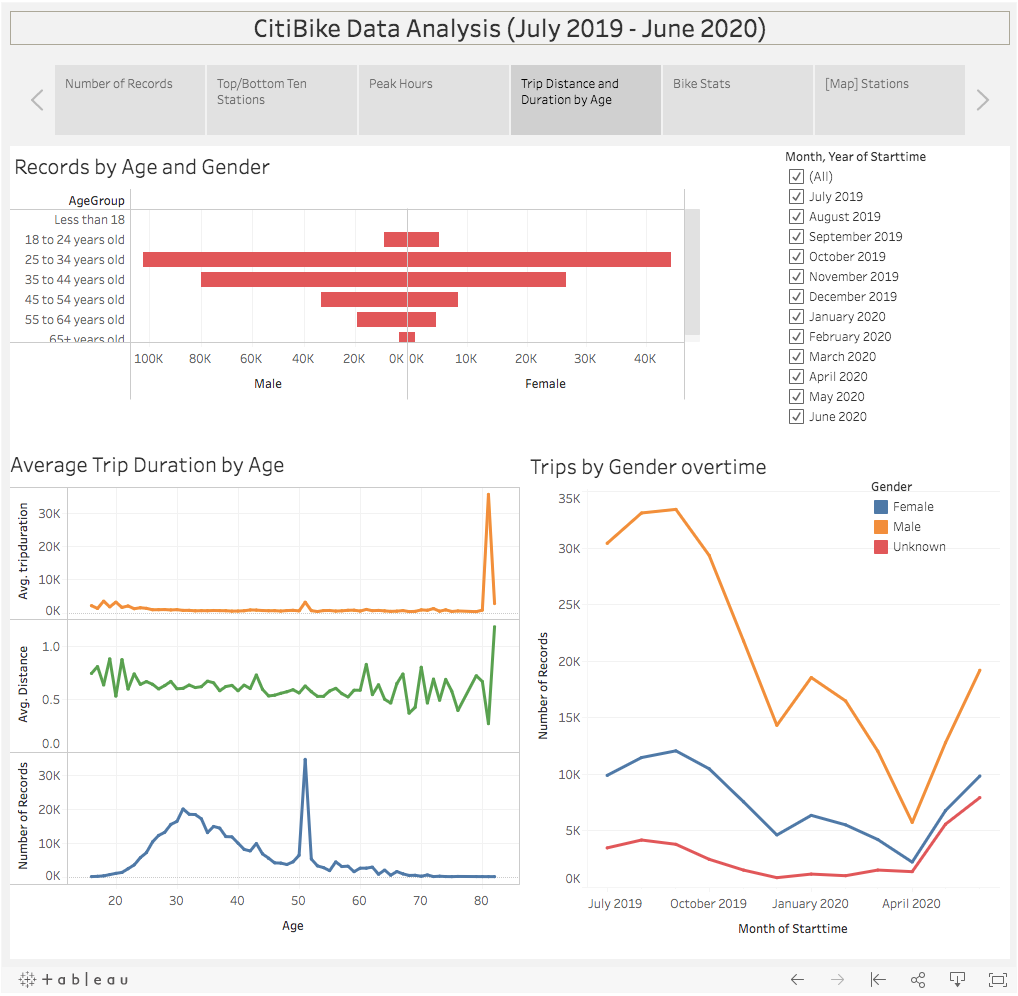 CitiBike Data Analysis (July 2019 - June 2020)
Number of Records
Top/Bottom Ten
Stations
Peak Hours
Trip Distance and
Duration by Age
Bike Stats
[Map] Stations
Records by Age and Gender
AgeGroup
Less than 18
18 to 24 years old
25 to 34 years old
35 to 44 years old
45 to 54 years old
55 to 64 years old
65+ years old
100K 80K 60K 40K 20K 0K 0K 10K 20K 30K 40K
Male Female
Month, Year of Starttime
(All)
July 2019
August 2019
September 2019
October 2019
November 2019
December 2019
January 2020
February 2020
March 2020
April 2020
May 2020
June 2020
Average Trip Duration by Age
Avg. tripduration
30K
20K
10K
0K
Avg. Distance
1.0
0.5
0.0
Number of Records
30K
20K
10K
0K
20 30 40 50 60 70 80
Age
Trips by Gender overtime
Gender
Female
Male
Unknown
Number of Records
35K
30K
25K
20K
15K
10K
5K
0K
July 2019 October 2019 January 2020 April 2020
Month of Starttime
+ a b | e a u